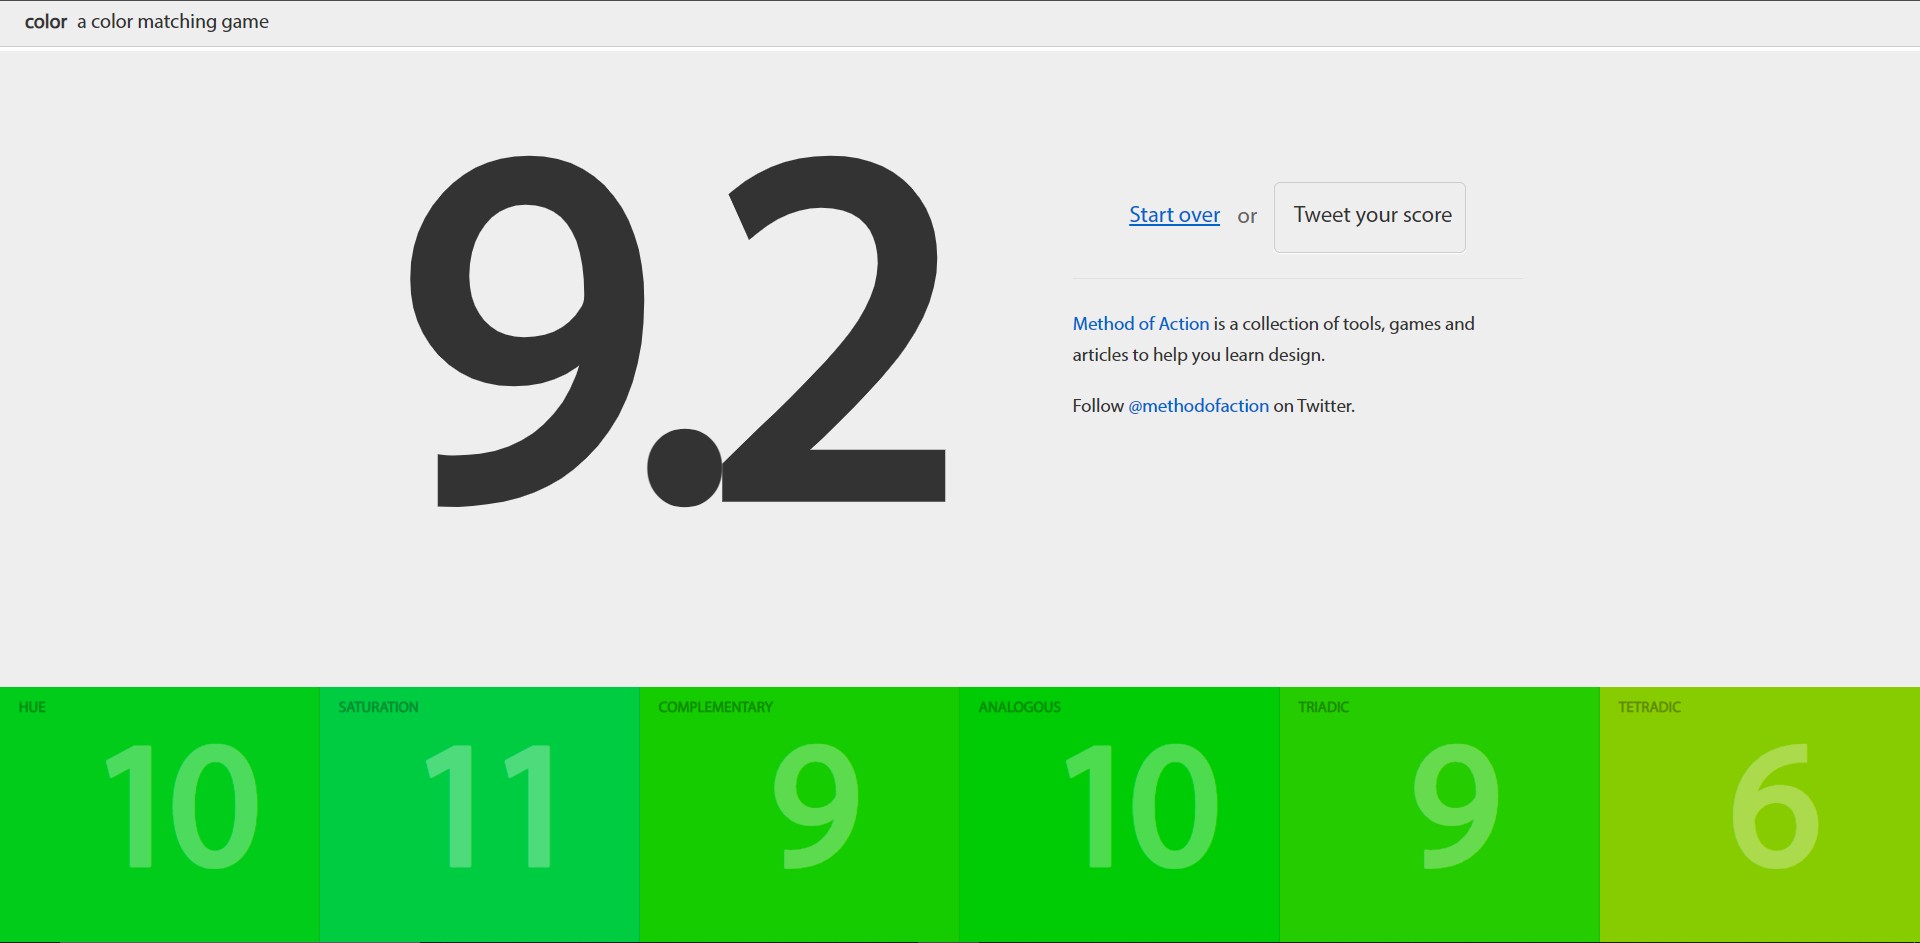 color a color matching game
9.2
Start over or Tweet your score
Method of Action is a collection of tools, games and
articles to help you learn design.
Follow @methodofaction on Twitter.
HUE
10
SATURATION
11
COMPLEMENTARY
9
ANALOGOUS
10
TRIADIC
9
TETRADIC
6